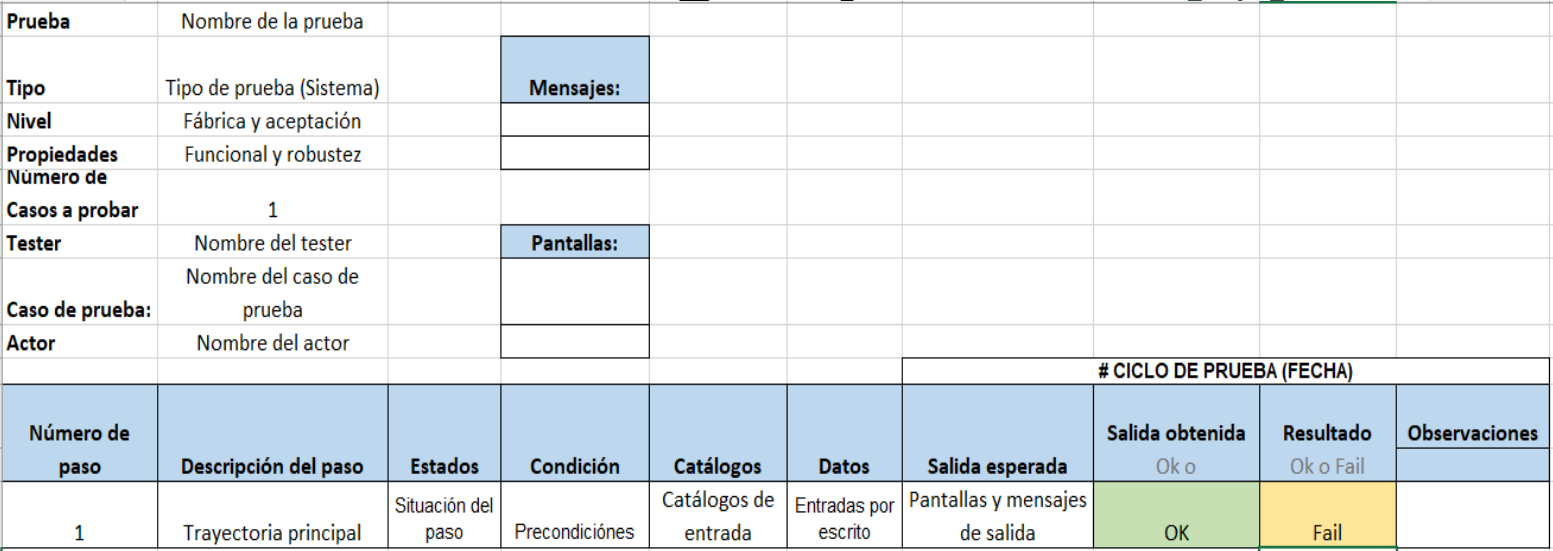 Prueba Nombre de la prueba
Tipo Tipo de prueba (Sistema) Mensajes:
Nivel Fábrica y aceptación
Propiedades Funcional y robustez
Número de
Casos a probar 1
Tester Nombre del tester Pantallas:
Nombre del caso de
Caso de prueba: prueba
Actor Nombre del actor
# CICLO DE PRUEBA (FECHA)
Número de
paso
Descripción del paso
Estados
Condición
Catálogos
Datos
Salida esperada
Salida obtenida
Ok o
Resultado
Ok o Fail
Observaciones
1
Trayectoria principal
Situación del
paso
Precondiciónes
Catálogos de
entrada
Entradas por
escrito
Pantallas y mensajes
de salida
OK
Fail